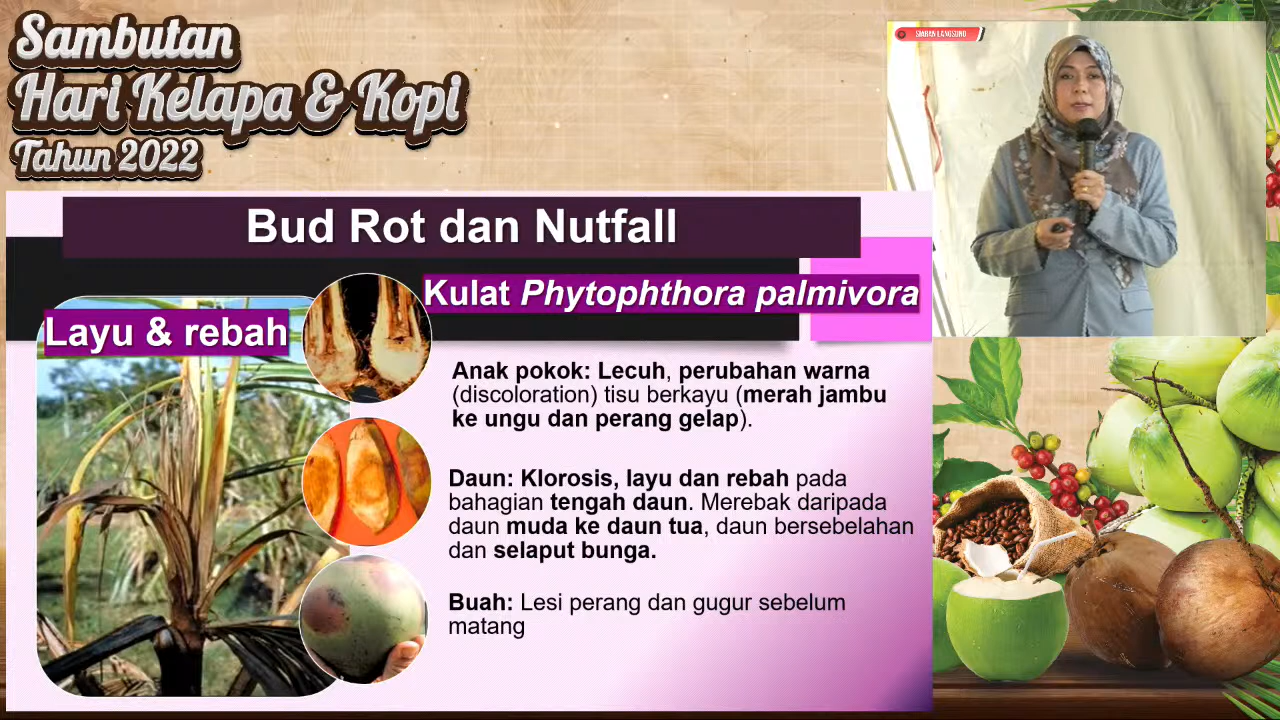 Sambutan
Hari Kelapa & Kopi
Tahun 2022
SIARAN LANGSUNG
Bud Rot dan Nutfall
Kulat Phytophthora palmivora
Layu & rebah
Anak pokok: Lecuh, perubahan warna
(discoloration) tisu berkayu (merah jambu
ke ungu dan perang gelap).
Daun: Klorosis, layu dan rebah pada
bahagian tengah daun. Merebak daripada
daun muda ke daun tua, daun bersebelahan
dan selaput bunga.
Buah: Lesi perang dan gugur sebelum
matang